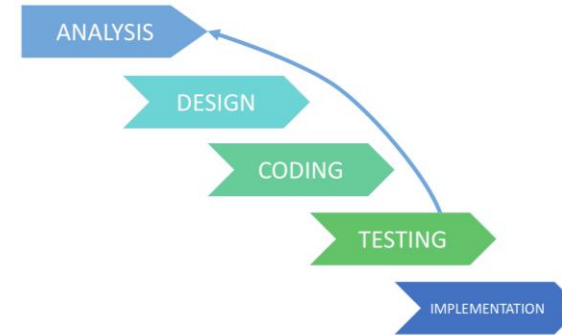 ANALYSIS
DESIGN
CODING
TESTING
IMPLEMENTATION